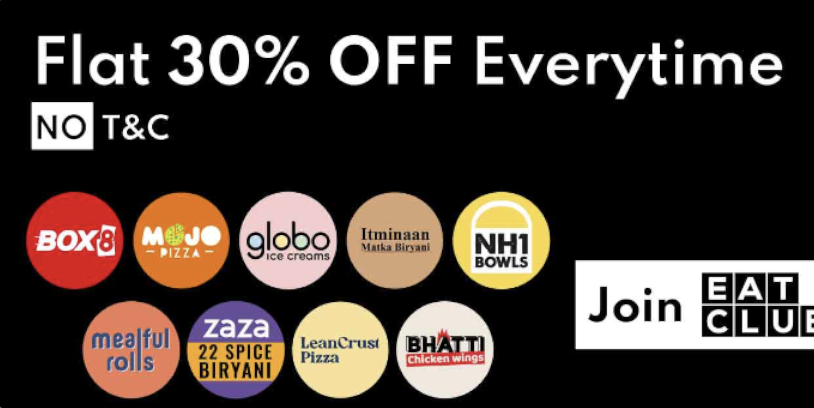 Flat 30% OFF Everytime
NO T&C
BOX8
MOJO
PIZZA
globo
ice creams
Itminaan
Matka Biryani
NH1
BOWLS
mealful
rolls
zaza
22 SPICE
BIRYANI
LeanCrust
Pizza
BHATTI
Chicken wings
Join
EAT
CLUB